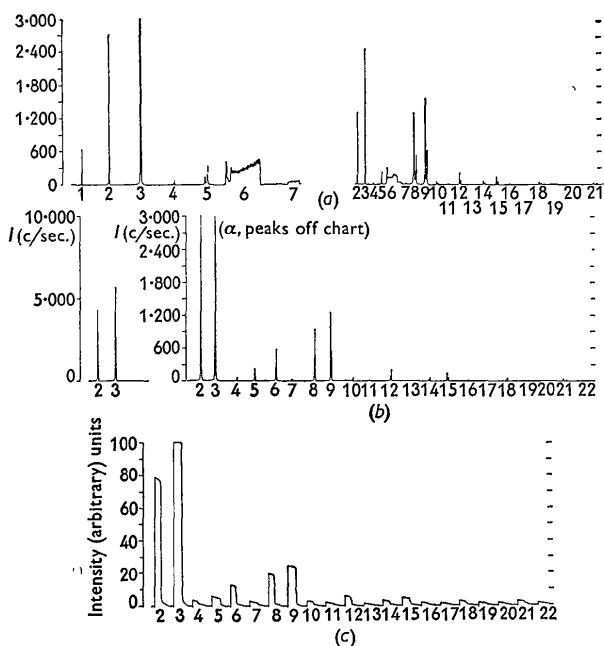 3·000
2·400
1·800
1·200
600
0
1 2 3 4 5 6 7 (a) 2 3 4 5 6 7 8 9 10 12 14 16 18 20 21
11 13 15 17 19
10·000
I (c/sec.)
5·000
0
2 3
3·000
I (c/sec.) (α, peaks off chart)
2·400
1·800
1·200
600
0
2 3 4 5 6 7 8 9 10 11 12 13 14 15 16 17 18 19 20 21 22
(b)
Intensity (arbitrary) units
100
80
60
40
20
0
2 3 4 5 6 7 8 9 10 11 12 13 14 15 16 17 18 19 20 21 22
(c)